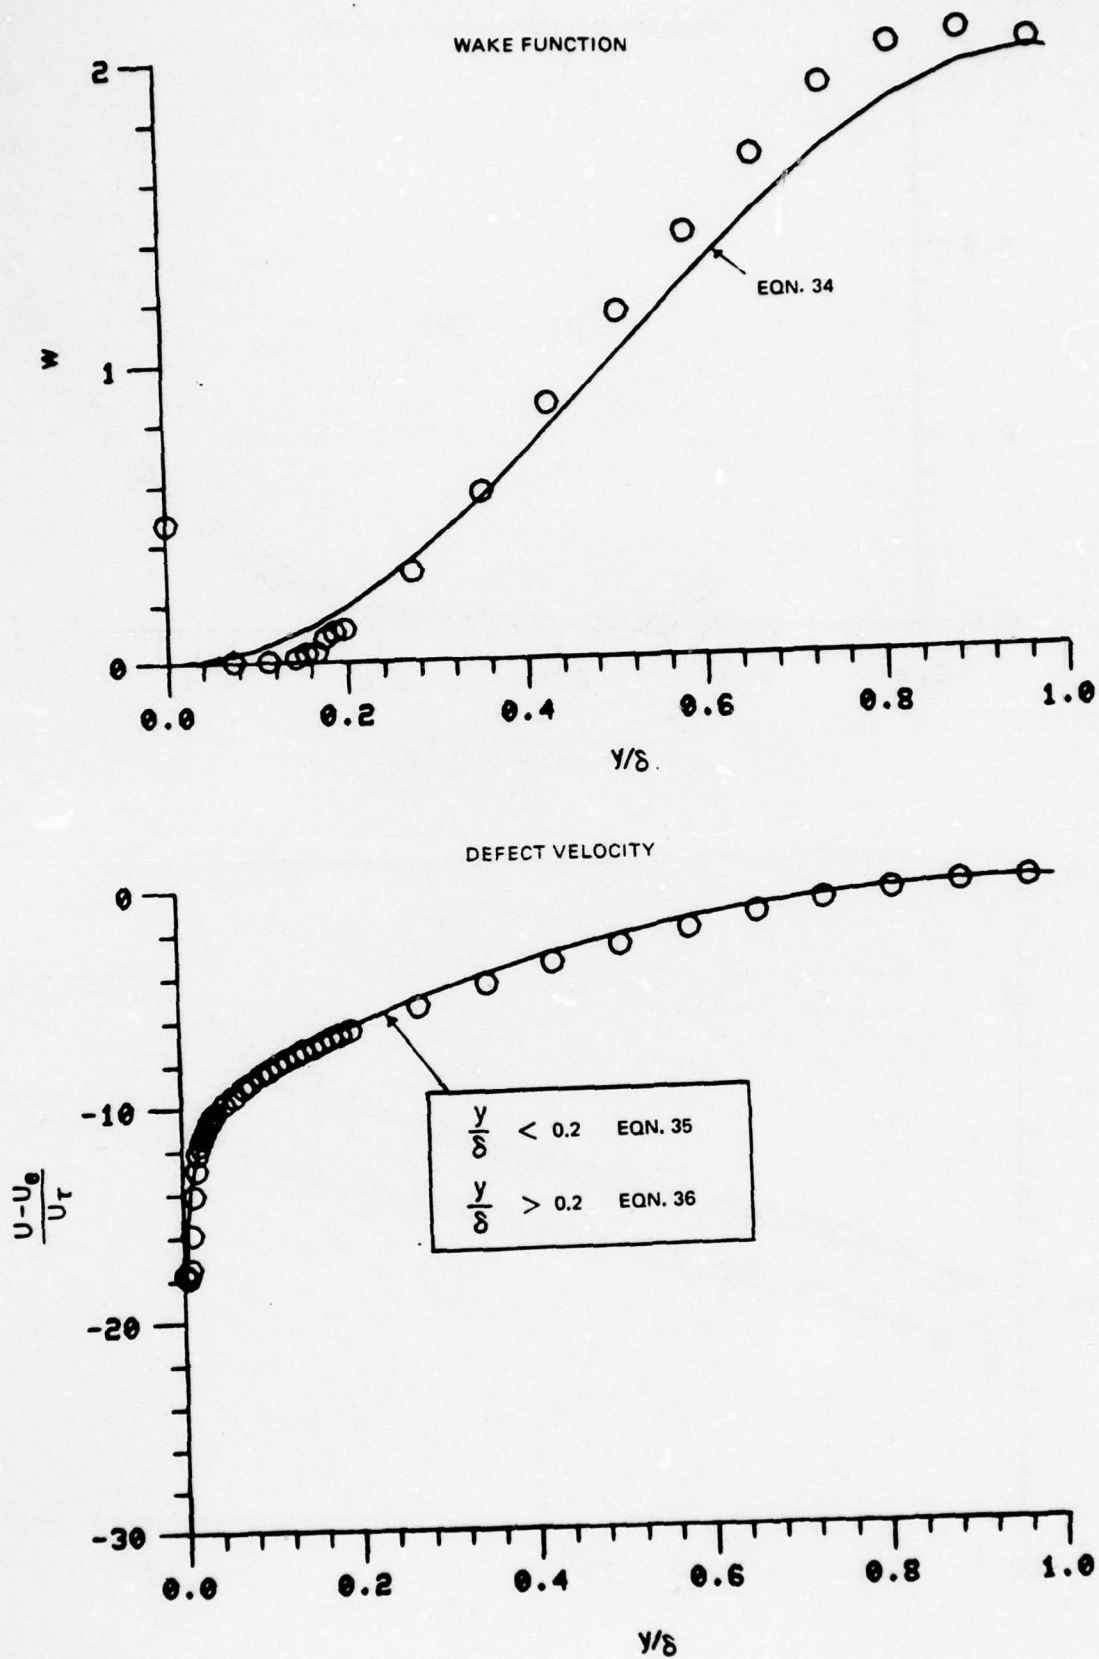 WAKE FUNCTION
2
1
0
W
EQN. 34
0.0 0.2 0.4 0.6 0.8 1.0
y/δ
DEFECT VELOCITY
0
-10
-20
-30
U-Ue
Uτ
y/δ < 0.2 EQN. 35
y/δ > 0.2 EQN. 36
0.0 0.2 0.4 0.6 0.8 1.0
y/δ